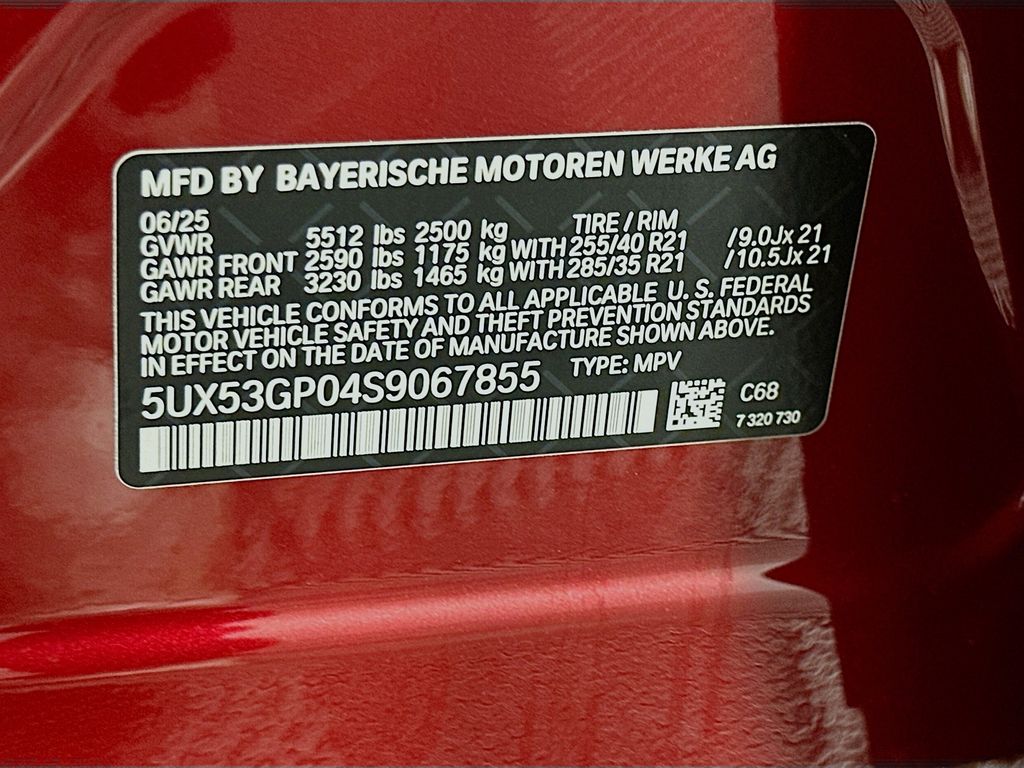 MFD BY BAYERISCHE MOTOREN WERKE AG
06/25 TIRE / RIM
GVWR 5512 lbs 2500 kg
GAWR FRONT 2590 lbs 1175 kg WITH 255/40 R21 /9.0Jx 21
GAWR REAR 3230 lbs 1465 kg WITH 285/35 R21 /10.5Jx 21
THIS VEHICLE CONFORMS TO ALL APPLICABLE U. S. FEDERAL
MOTOR VEHICLE SAFETY AND THEFT PREVENTION STANDARDS
IN EFFECT ON THE DATE OF MANUFACTURE SHOWN ABOVE.
5UX53GP04S9067855 TYPE: MPV
C68
7 320 730